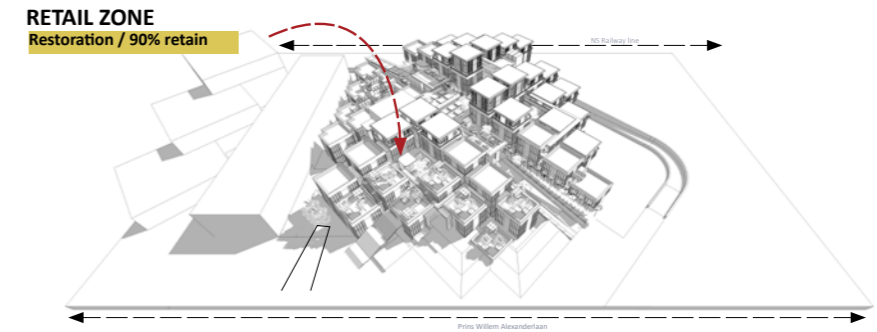 RETAIL ZONE
Restoration / 90% retain
NS Railway line
Prins Willem Alexanderlaan